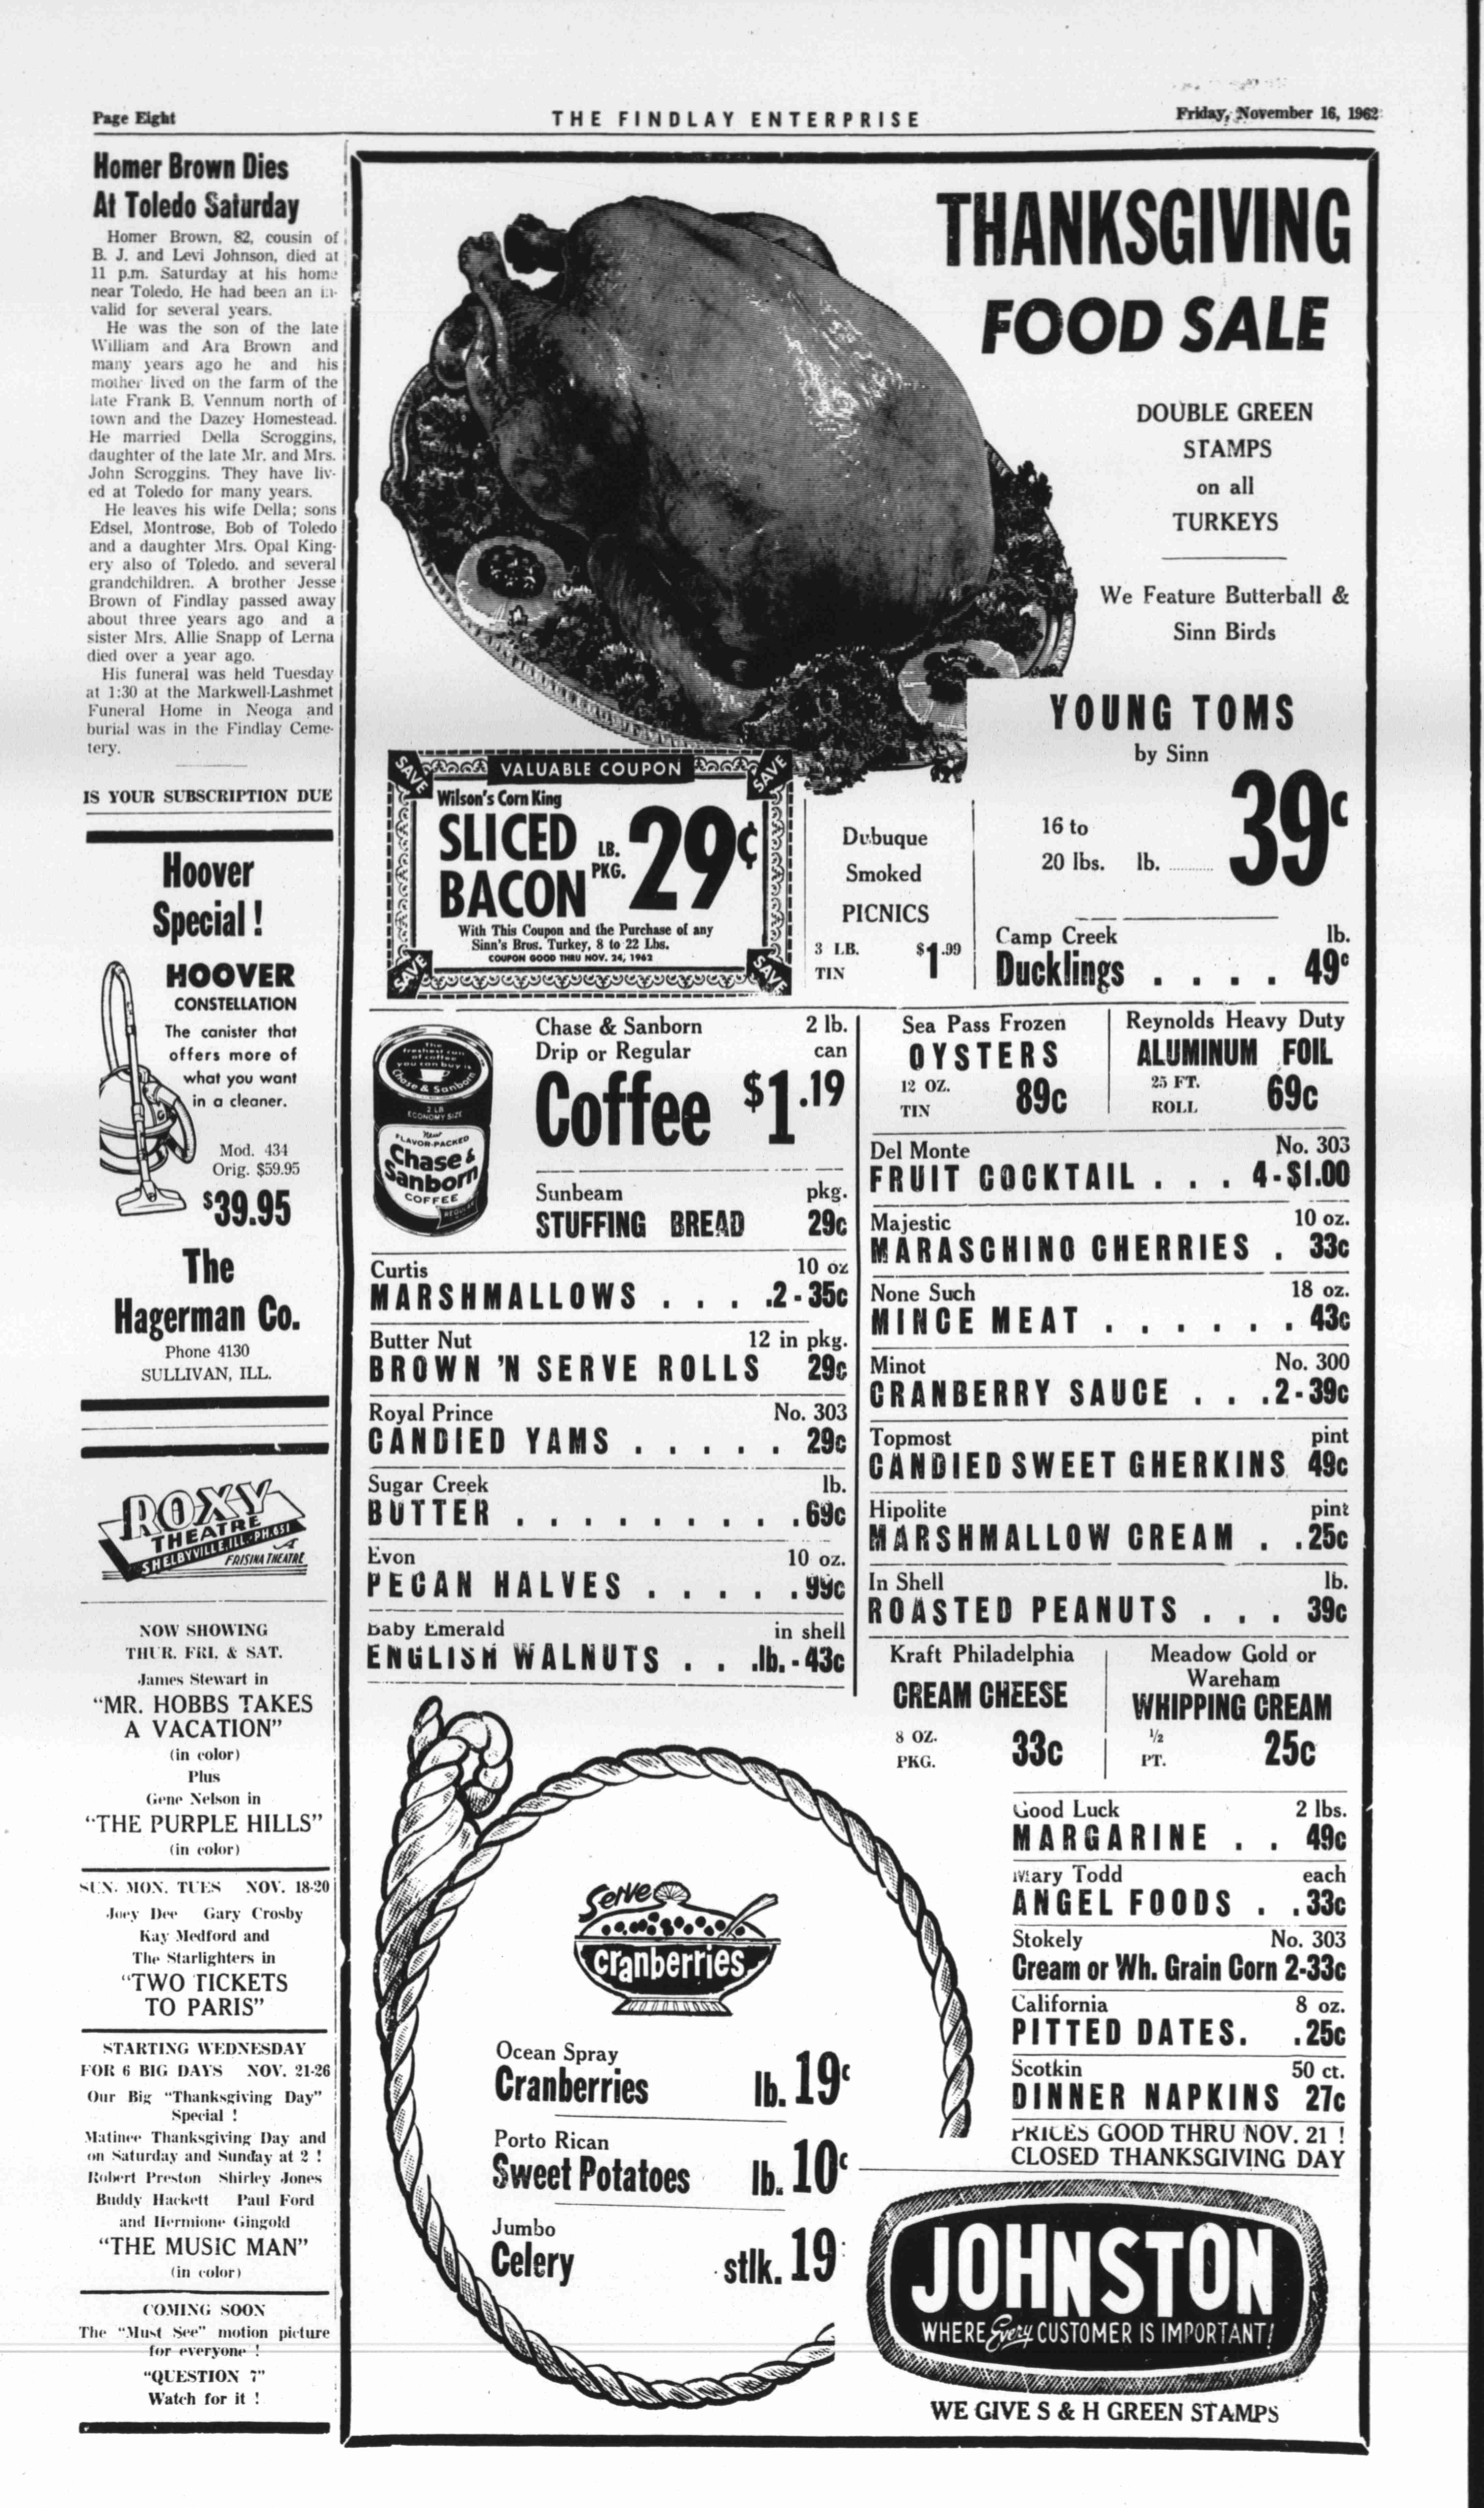 Page Eight
THE FINDLAY ENTERPRISE
Friday, November 16, 1962
Homer Brown Dies
At Toledo Saturday
Homer Brown, 82, cousin of
B. J. and Levi Johnson, died at
11 p.m. Saturday at his home
near Toledo. He had been an in-
valid for several years.
He was the son of the late
William and Ara Brown and
many years ago he and his
mother lived on the farm of the
late Frank B. Vennum north of
town and the Dazey Homestead.
He married Della Scroggins,
daughter of the late Mr. and Mrs.
John Scroggins. They have liv-
ed at Toledo for many years.
He leaves his wife Della; sons
Edsel, Montrose, Bob of Toledo
and a daughter Mrs. Opal King-
ery also of Toledo. and several
grandchildren. A brother Jesse
Brown of Findlay passed away
about three years ago and a
sister Mrs. Allie Snapp of Lerna
died over a year ago.
His funeral was held Tuesday
at 1:30 at the Markwell-Lashmet
Funeral Home in Neoga and
burial was in the Findlay Ceme-
tery.
IS YOUR SUBSCRIPTION DUE
Hoover
Special !
HOOVER
CONSTELLATION
The canister that
offers more of
what you want
in a cleaner.
Mod. 434
Orig. $59.95
$39.95
The
Hagerman Co.
Phone 4130
SULLIVAN, ILL.
ROXY
THEATRE
SHELBYVILLE, ILL.-PH.651
A
FRISINA THEATRE
NOW SHOWING
THUR. FRI. & SAT.
James Stewart in
"MR. HOBBS TAKES
A VACATION"
(in color)
Plus
Gene Nelson in
"THE PURPLE HILLS"
(in color)
SUN. MON. TUES NOV. 18-20
Joey Dee Gary Crosby
Kay Medford and
The Starlighters in
"TWO TICKETS
TO PARIS"
STARTING WEDNESDAY
FOR 6 BIG DAYS NOV. 21-26
Our Big "Thanksgiving Day"
Special !
Matinee Thanksgiving Day and
on Saturday and Sunday at 2 !
Robert Preston Shirley Jones
Buddy Hackett Paul Ford
and Hermione Gingold
"THE MUSIC MAN"
(in color)
COMING SOON
The "Must See" motion picture
for everyone !
"QUESTION 7"
Watch for it !
THANKSGIVING
FOOD SALE
DOUBLE GREEN
STAMPS
on all
TURKEYS
We Feature Butterball &
Sinn Birds
YOUNG TOMS
by Sinn
16 to
20 lbs. lb. 39c
SAVE VALUABLE COUPON SAVE
Wilson's Corn King
SLICED
BACON
LB.
PKG.
29¢
With This Coupon and the Purchase of any
Sinn's Bros. Turkey, 8 to 22 Lbs.
COUPON GOOD THRU NOV. 24, 1962
SAVE SAVE
Dubuque
Smoked
PICNICS
3 LB. $1.99
TIN
Camp Creek lb.
Ducklings . . . . 49c
The
freshest cup
of coffee
you can buy is
Chase & Sanborn
2 LB
ECONOMY SIZE
New
FLAVOR-PACKED
Chase &
Sanborn
COFFEE
REGULAR
Chase & Sanborn 2 lb.
Drip or Regular can
Coffee $1.19
Sunbeam pkg.
STUFFING BREAD 29c
Curtis 10 oz
MARSHMALLOWS . . . .2-35c
Butter Nut 12 in pkg.
BROWN 'N SERVE ROLLS 29c
Royal Prince No. 303
CANDIED YAMS . . . . . 29c
Sugar Creek lb.
BUTTER . . . . . . . . . .69c
Evon 10 oz.
PECAN HALVES . . . . .99c
Baby Emerald in shell
ENGLISH WALNUTS . . .lb.-43c
Sea Pass Frozen
OYSTERS
12 OZ.
TIN 89c
Reynolds Heavy Duty
ALUMINUM FOIL
25 FT.
ROLL 69c
Del Monte No. 303
FRUIT COCKTAIL . . . 4-$1.00
Majestic 10 oz.
MARASCHINO CHERRIES . 33c
None Such 18 oz.
MINCE MEAT . . . . . . 43c
Minot No. 300
CRANBERRY SAUCE . . .2-39c
Topmost pint
CANDIED SWEET GHERKINS 49c
Hipolite pint
MARSHMALLOW CREAM . .25c
In Shell lb.
ROASTED PEANUTS . . . 39c
Kraft Philadelphia
CREAM CHEESE
8 OZ.
PKG. 33c
Meadow Gold or
Wareham
WHIPPING CREAM
1/2
PT. 25c
Good Luck 2 lbs.
MARGARINE . . 49c
Mary Todd each
ANGEL FOODS . .33c
Stokely No. 303
Cream or Wh. Grain Corn 2-33c
California 8 oz.
PITTED DATES. .25c
Scotkin 50 ct.
DINNER NAPKINS 27c
PRICES GOOD THRU NOV. 21 !
CLOSED THANKSGIVING DAY
Serve
cranberries
Ocean Spray
Cranberries lb. 19c
Porto Rican
Sweet Potatoes lb. 10c
Jumbo
Celery stlk. 19
JOHNSTON
WHERE Every CUSTOMER IS IMPORTANT!
WE GIVE S & H GREEN STAMPS